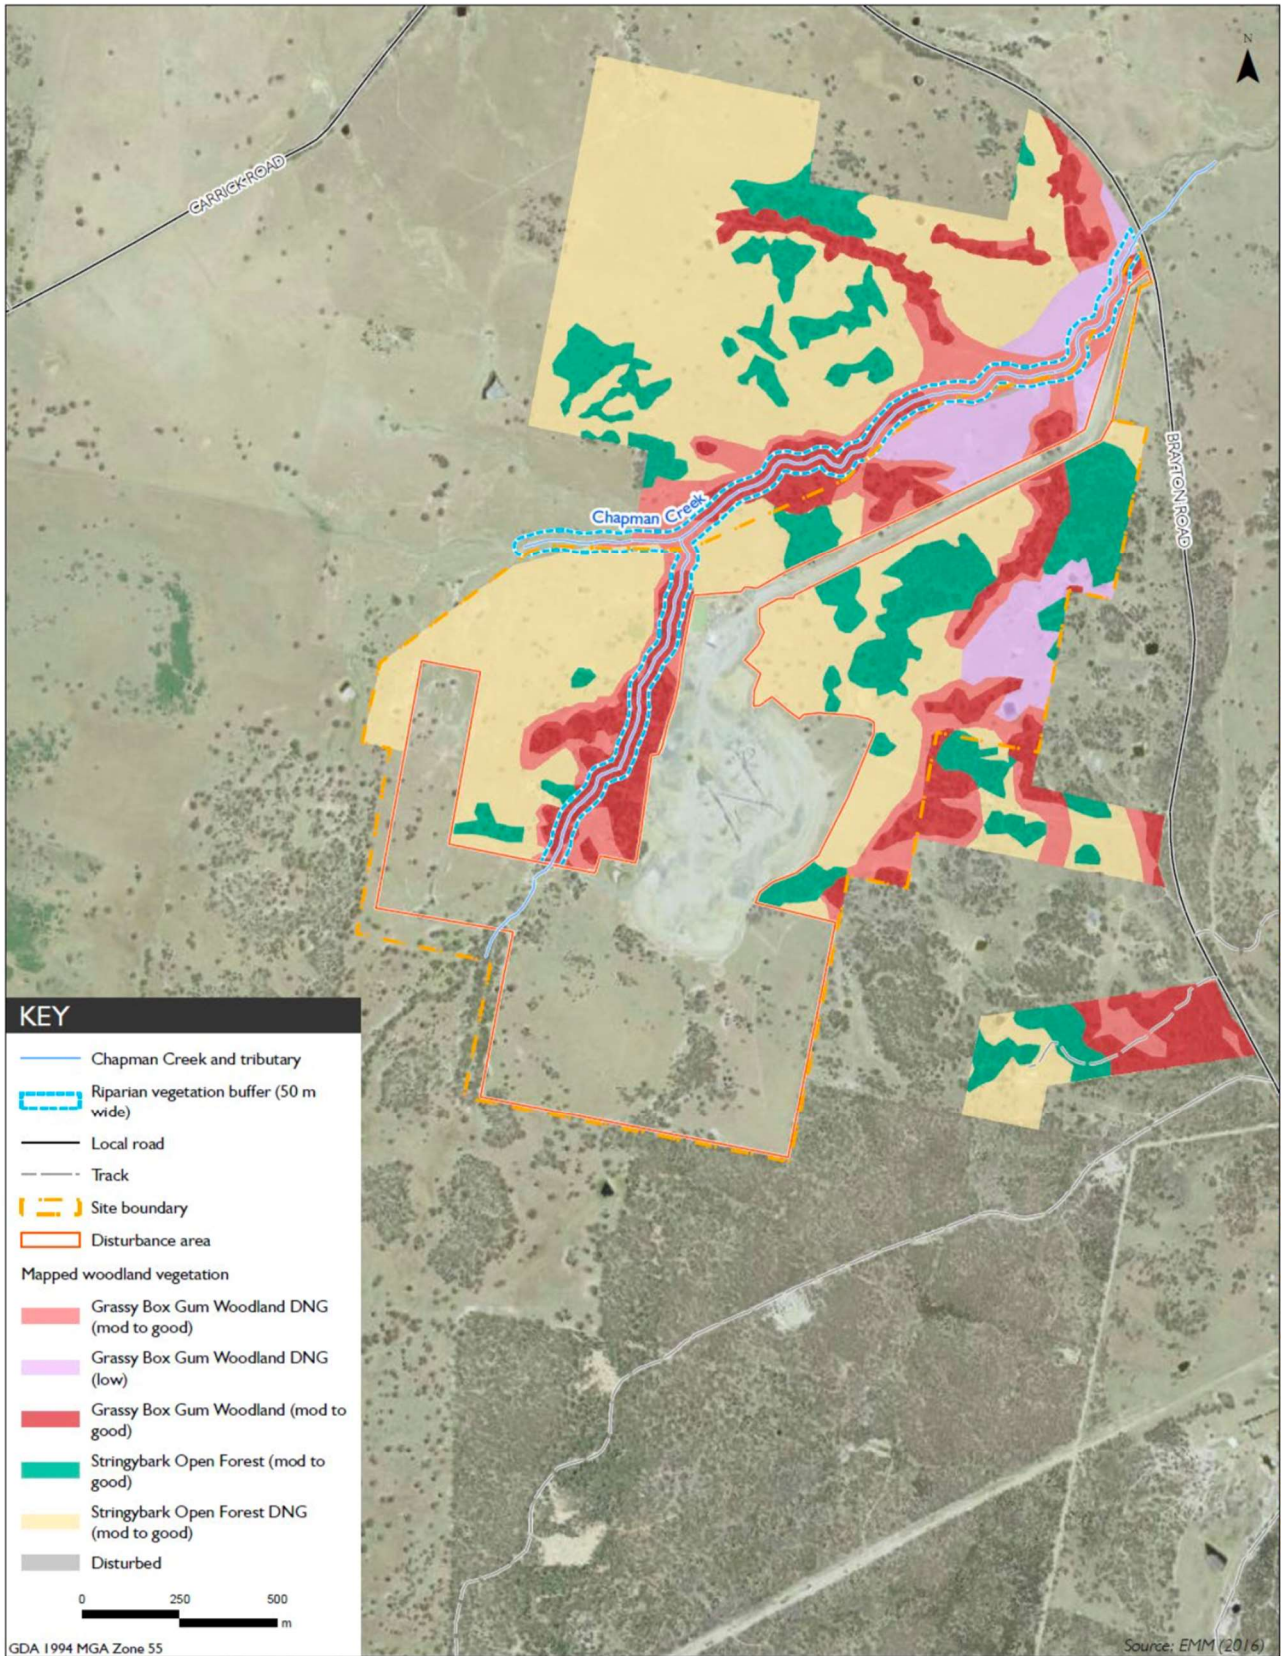 N
CARRICK ROAD
BRAYTON ROAD
Chapman Creek
KEY
Chapman Creek and tributary
Riparian vegetation buffer (50 m
wide)
Local road
Track
Site boundary
Disturbance area
Mapped woodland vegetation
Grassy Box Gum Woodland DNG
(mod to good)
Grassy Box Gum Woodland DNG
(low)
Grassy Box Gum Woodland (mod to
good)
Stringybark Open Forest (mod to
good)
Stringybark Open Forest DNG
(mod to good)
Disturbed
0 250 500
m
GDA 1994 MGA Zone 55
Source: EMM (2016)